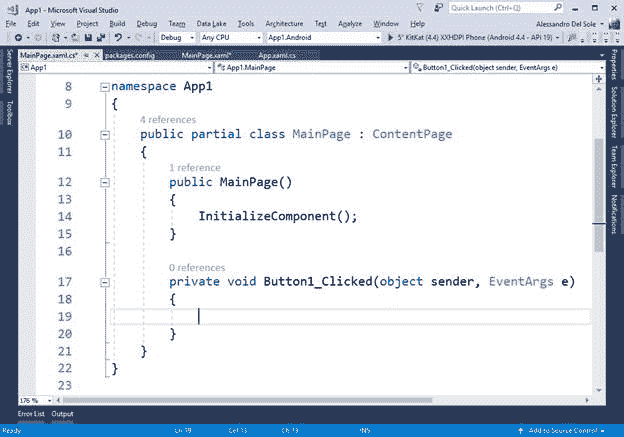 App1 - Microsoft Visual Studio
Quick Launch (Ctrl+Q)
File Edit View Project Build Debug Team Data Lake Tools Architecture Test Analyze Window Help
Alessandro Del Sole
Debug Any CPU App1.Android 5" KitKat (4.4) XXHDPI Phone (Android 4.4 - API 19)
MainPage.xaml.cs* packages.config MainPage.xaml* App.xaml.cs
App1 App1.MainPage Button1_Clicked(object sender, EventArgs e)
Server Explorer
Toolbox
8 namespace App1
9 {
4 references
10 public partial class MainPage : ContentPage
11 {
1 reference
12 public MainPage()
13 {
14 InitializeComponent();
15 }
16
0 references
17 private void Button1_Clicked(object sender, EventArgs e)
18 {
19
20 }
21 }
22 }
23
Properties
Solution Explorer
Team Explorer
Notifications
176 %
Error List Output
Ready Ln 19 Col 13 Ch 13 INS Add to Source Control